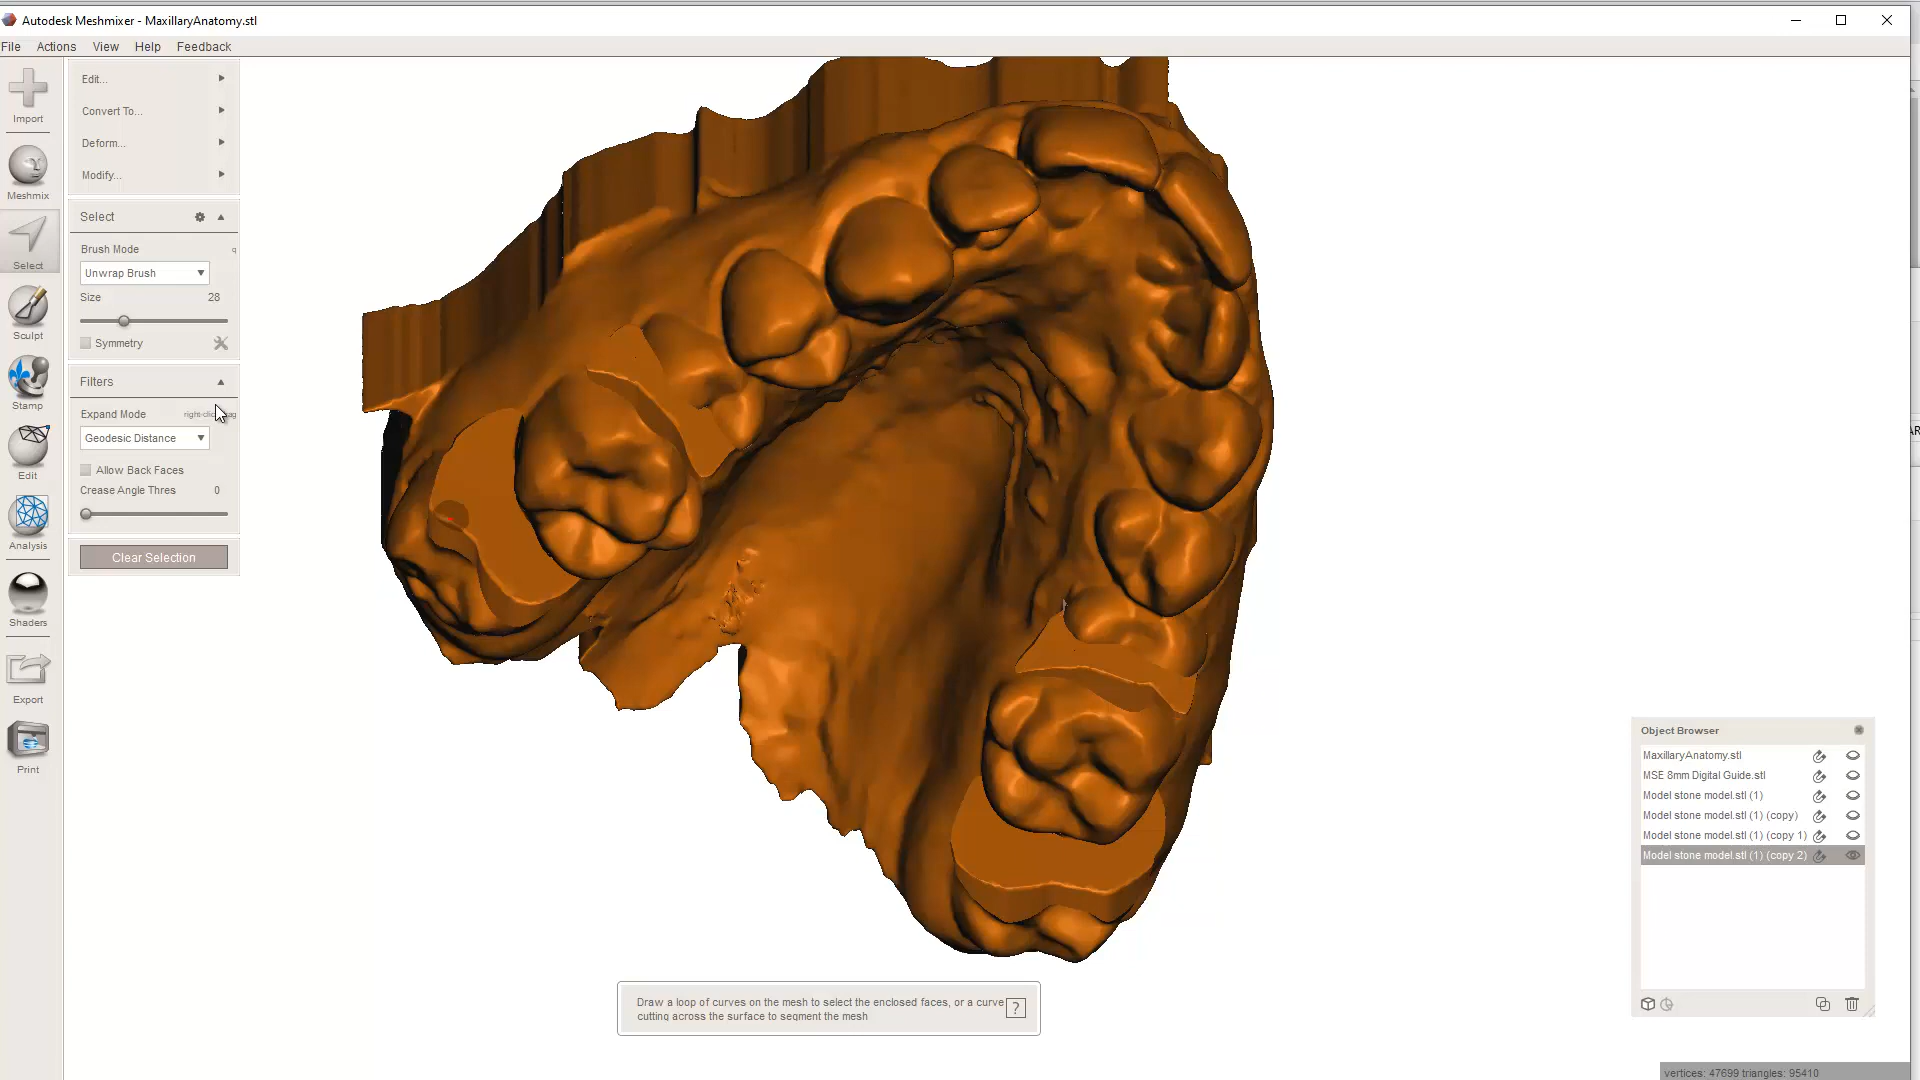 Autodesk Meshmixer - MaxillaryAnatomy.stl
File Actions View Help Feedback
Import
Meshmix
Select
Sculpt
Stamp
Edit
Analysis
Shaders
Export
Print
Edit...
Convert To...
Deform...
Modify...
Select
Brush Mode q
Unwrap Brush
Size 28
Symmetry
Filters
Expand Mode
Geodesic Distance
Allow Back Faces
Crease Angle Thres 0
Clear Selection
Draw a loop of curves on the mesh to select the enclosed faces, or a curve
cutting across the surface to segment the mesh
?
Object Browser
MaxillaryAnatomy.stl
MSE 8mm Digital Guide.stl
Model stone model.stl (1)
Model stone model.stl (1) (copy)
Model stone model.stl (1) (copy 1)
Model stone model.stl (1) (copy 2)
vertices: 47699 triangles: 95410